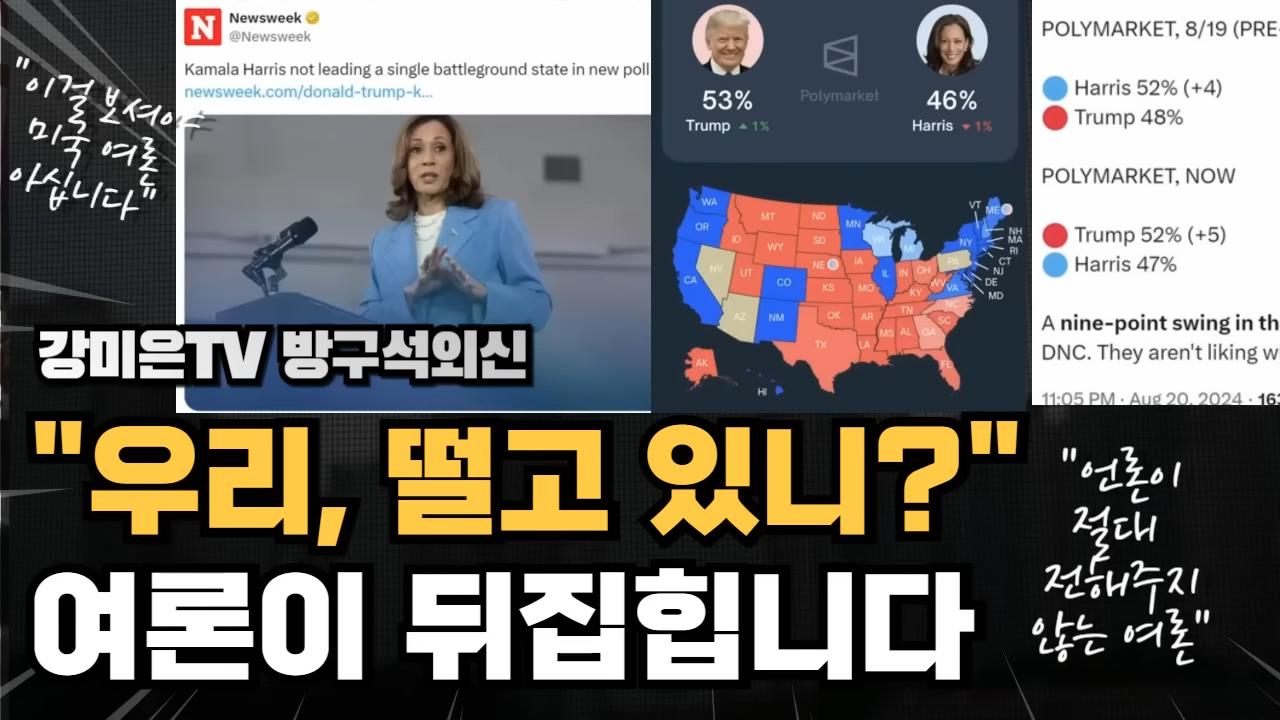 "이걸 보셔야
미국 여론
아십니다"
Newsweek
@Newsweek
Kamala Harris not leading a single battleground state in new poll
newsweek.com/donald-trump-k...
53%
Trump ▲ 1%
Polymarket
46%
Harris ▼ 1%
WA
OR
CA
NV
ID
MT
WY
UT
AZ
CO
NM
ND
SD
NE
KS
OK
TX
MN
IA
MO
AR
LA
WI
IL
MI
IN
OH
KY
TN
MS
AL
GA
FL
SC
NC
WV
VA
PA
NY
VT
ME
NH
MA
RI
CT
NJ
DE
MD
AK
HI
POLYMARKET, 8/19 (PRE-
Harris 52% (+4)
Trump 48%
POLYMARKET, NOW
Trump 52% (+5)
Harris 47%
A nine-point swing in th
DNC. They aren't liking w
11:05 PM · Aug 20, 2024 · 163
강미은TV 방구석외신
"우리, 떨고 있니?"
여론이 뒤집힙니다
"언론이
절대
전해주지
않는 여론"